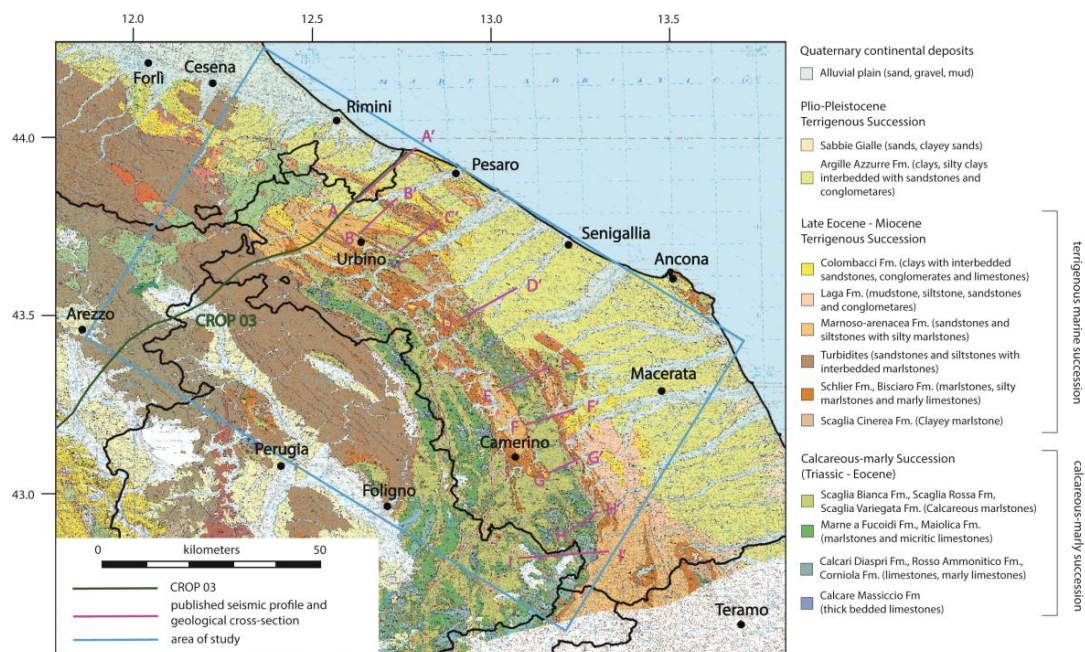 12.0 12.5 13.0 13.5
44.0
43.5
43.0
Forlì
Cesena
Rimini
MARE ADRIATICO
A'
Pesaro
A
B
B'
C'
Urbino
C
Senigallia
Ancona
D'
D
Arezzo
CROP 03
E'
E
Macerata
F'
F
Camerino
G'
G
Perugia
Foligno
H'
H
I
I'
Teramo
0 kilometers 50
CROP 03
published seismic profile and
geological cross-section
area of study
Quaternary continental deposits
Alluvial plain (sand, gravel, mud)
Plio-Pleistocene
Terrigenous Succession
Sabbie Gialle (sands, clayey sands)
Argille Azzurre Fm. (clays, silty clays
interbedded with sandstones and
conglometares)
Late Eocene - Miocene
Terrigenous Succession
Colombacci Fm. (clays with interbedded
sandstones, conglomerates and limestones)
Laga Fm. (mudstone, siltstone, sandstones
and conglometares)
Marnoso-arenacea Fm. (sandstones and
siltstones with silty marlstones)
Turbidites (sandstones and siltstones with
interbedded marlstones)
Schlier Fm., Bisciaro Fm. (marlstones, silty
marlstones and marly limestones)
Scaglia Cinerea Fm. (Clayey marlstone)
terrigenous marine succession
Calcareous-marly Succession
(Triassic - Eocene)
Scaglia Bianca Fm., Scaglia Rossa Fm,
Scaglia Variegata Fm. (Calcareous marlstones)
Marne a Fucoidi Fm., Maiolica Fm.
(marlstones and micritic limestones)
Calcari Diaspri Fm., Rosso Ammonitico Fm.,
Corniola Fm. (limestones, marly limestones)
Calcare Massiccio Fm
(thick bedded limestones)
calcareous-marly succession